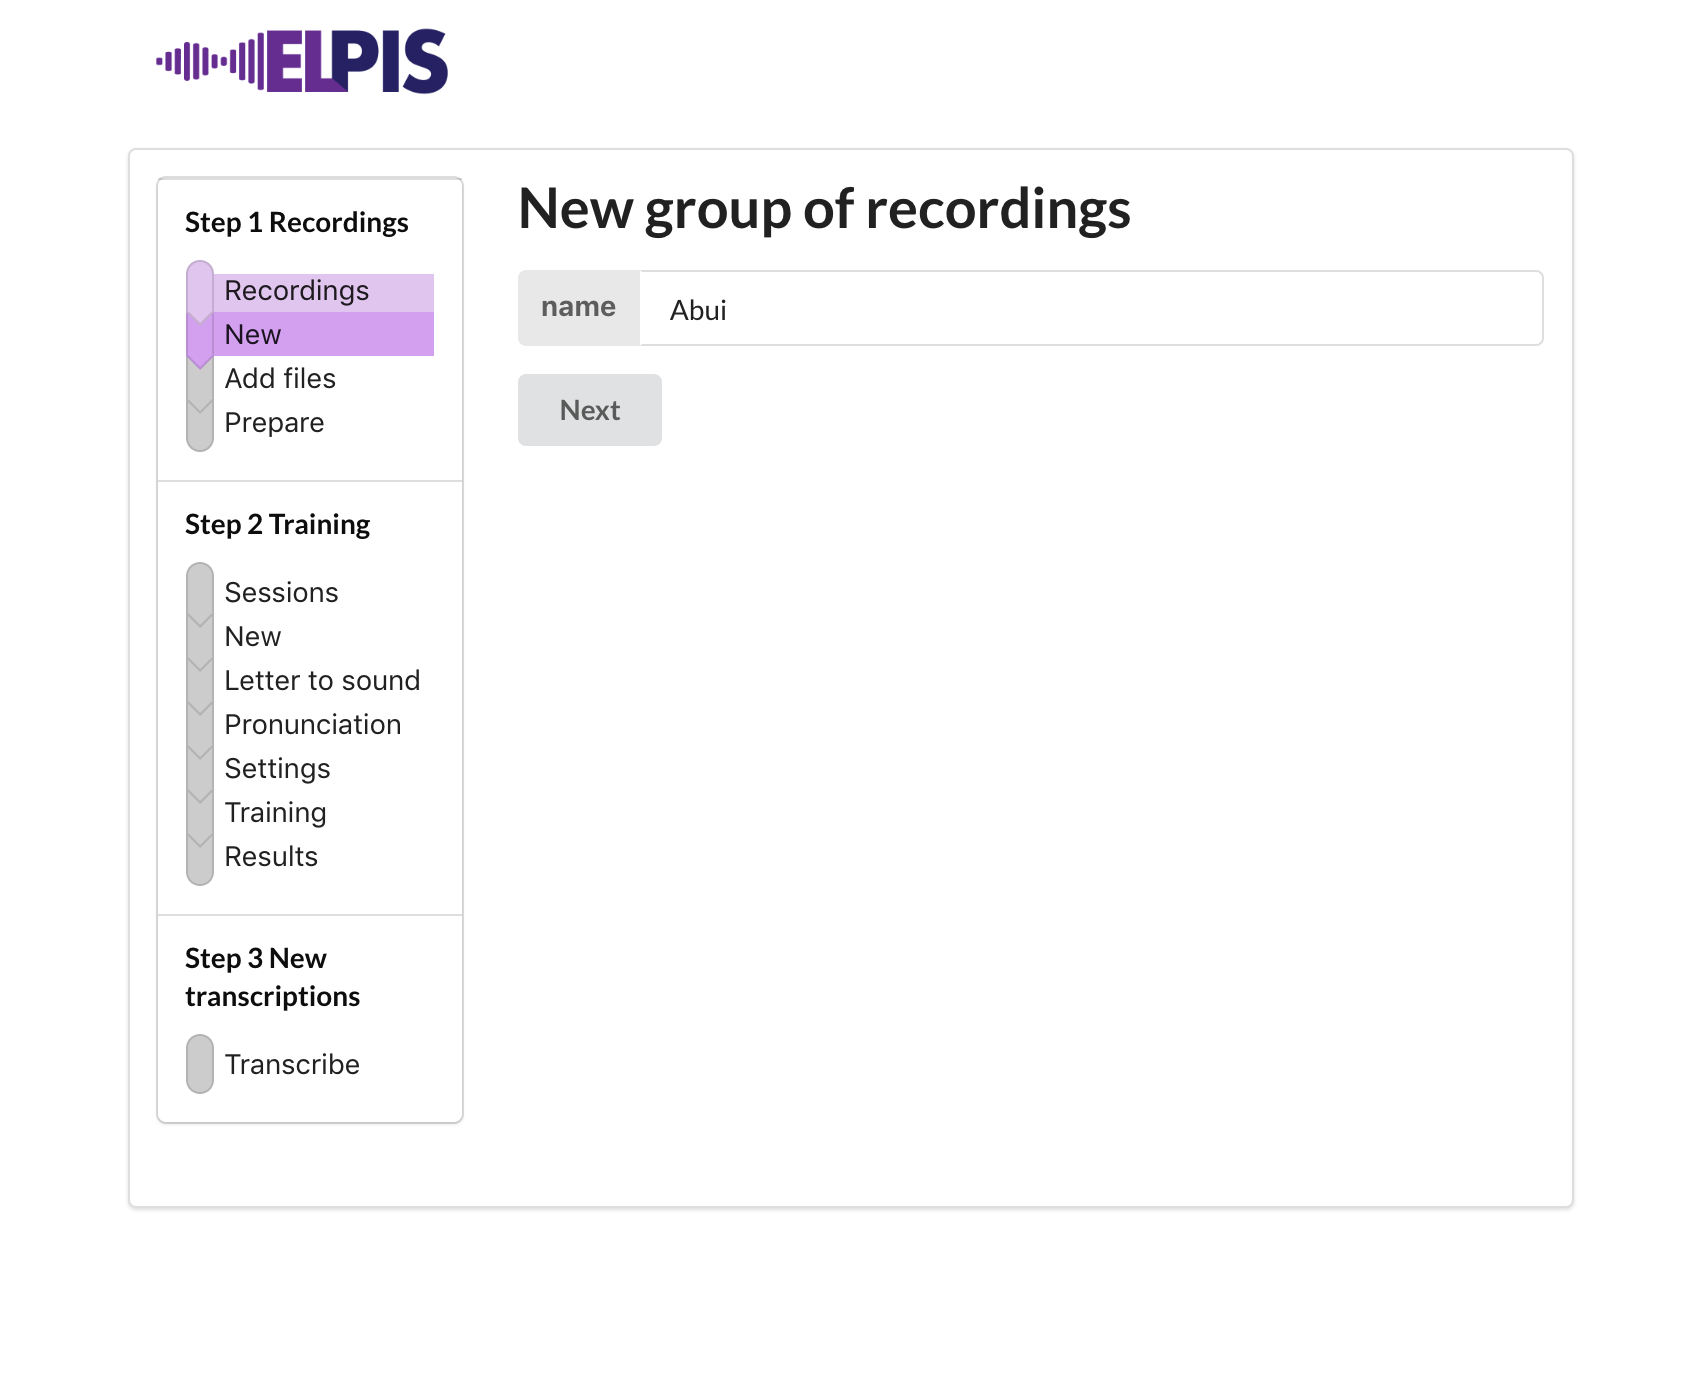 ELPIS
Step 1 Recordings
Recordings
New
Add files
Prepare
Step 2 Training
Sessions
New
Letter to sound
Pronunciation
Settings
Training
Results
Step 3 New
transcriptions
Transcribe
New group of recordings
name Abui
Next